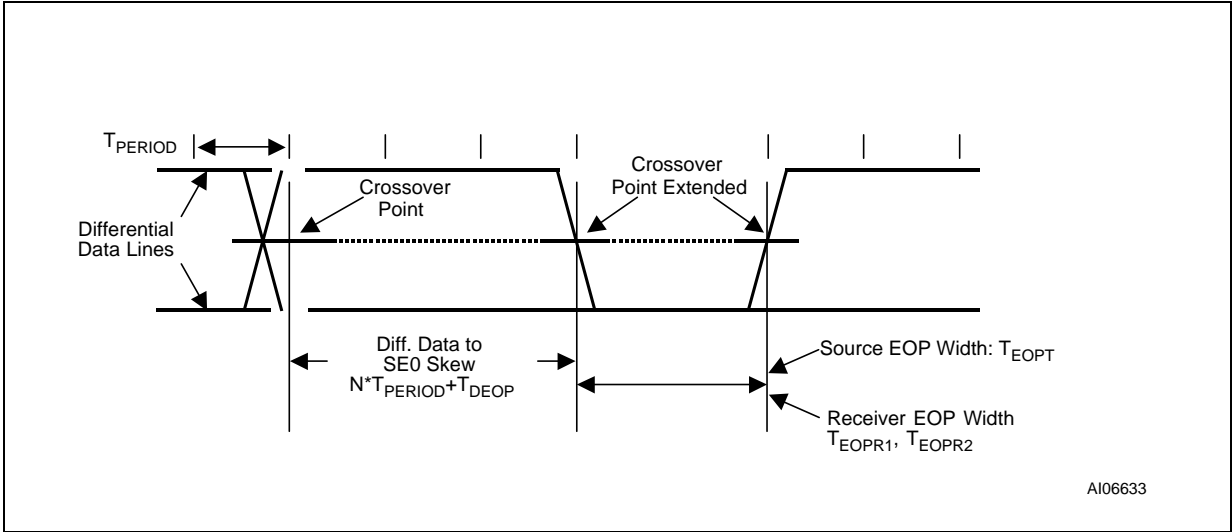 TPERIOD
Crossover
Point
Crossover
Point Extended
Differential
Data Lines
Diff. Data to
SE0 Skew
N*TPERIOD+TDEOP
Source EOP Width: TEOPT
Receiver EOP Width
TEOPR1, TEOPR2
AI06633